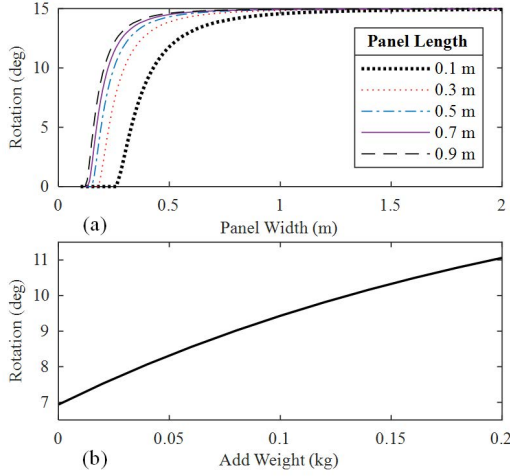 15
10
5
0
Rotation (deg)
Panel Length
0.1 m
0.3 m
0.5 m
0.7 m
0.9 m
0 0.5 1 1.5 2
(a) Panel Width (m)
11
10
9
8
7
Rotation (deg)
0 0.05 0.1 0.15 0.2
(b) Add Weight (kg)